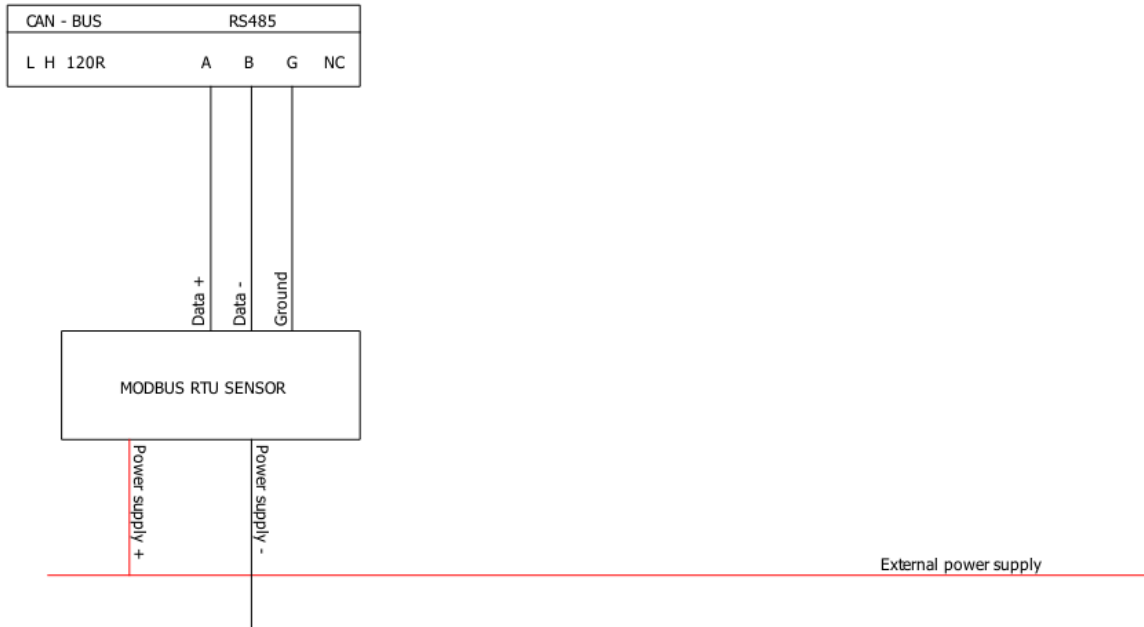 CAN - BUS RS485
L H 120R A B G NC
Data +
Data -
Ground
MODBUS RTU SENSOR
Power supply +
Power supply -
External power supply